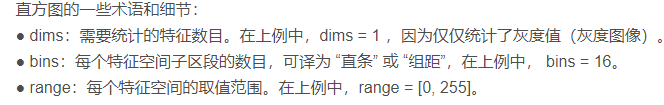 直方图的一些术语和细节：
● dims：需要统计的特征数目。在上例中，dims = 1 ，因为仅仅统计了灰度值（灰度图像）。
● bins：每个特征空间子区段的数目，可译为 “直条” 或 “组距”，在上例中， bins = 16。
● range：每个特征空间的取值范围。在上例中，range = [0, 255]。